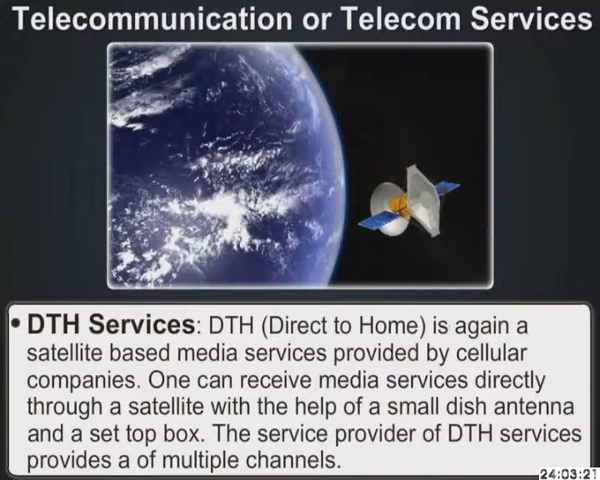 Telecommunication or Telecom Services
• DTH Services: DTH (Direct to Home) is again a
satellite based media services provided by cellular
companies. One can receive media services directly
through a satellite with the help of a small dish antenna
and a set top box. The service provider of DTH services
provides a of multiple channels.
24:03:21